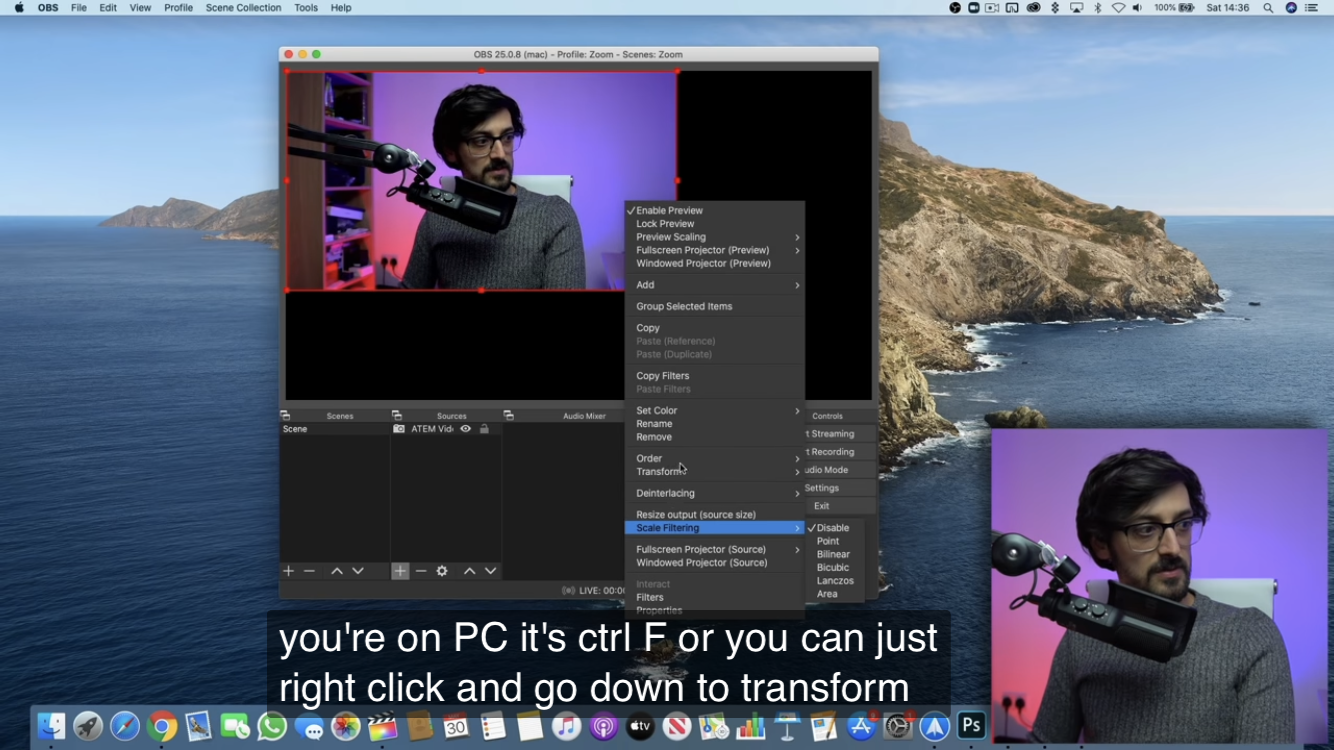 OBS File Edit View Profile Scene Collection Tools Help
100% Sat 14:36
OBS 25.0.8 (mac) - Profile: Zoom - Scenes: Zoom
Enable Preview
Lock Preview
Preview Scaling
Fullscreen Projector (Preview)
Windowed Projector (Preview)
Add
Group Selected Items
Copy
Paste (Reference)
Paste (Duplicate)
Copy Filters
Paste Filters
Set Color
Rename
Remove
Order
Transform
Deinterlacing
Resize output (source size)
Scale Filtering
Fullscreen Projector (Source)
Windowed Projector (Source)
Interact
Filters
Properties
Disable
Point
Bilinear
Bicubic
Lanczos
Area
Scenes
Scene
Sources
ATEM Vid
Audio Mixer
Controls
t Streaming
rt Recording
udio Mode
Settings
Exit
LIVE: 00:0
you're on PC it's ctrl F or you can just
right click and go down to transform
30
tv
Ps